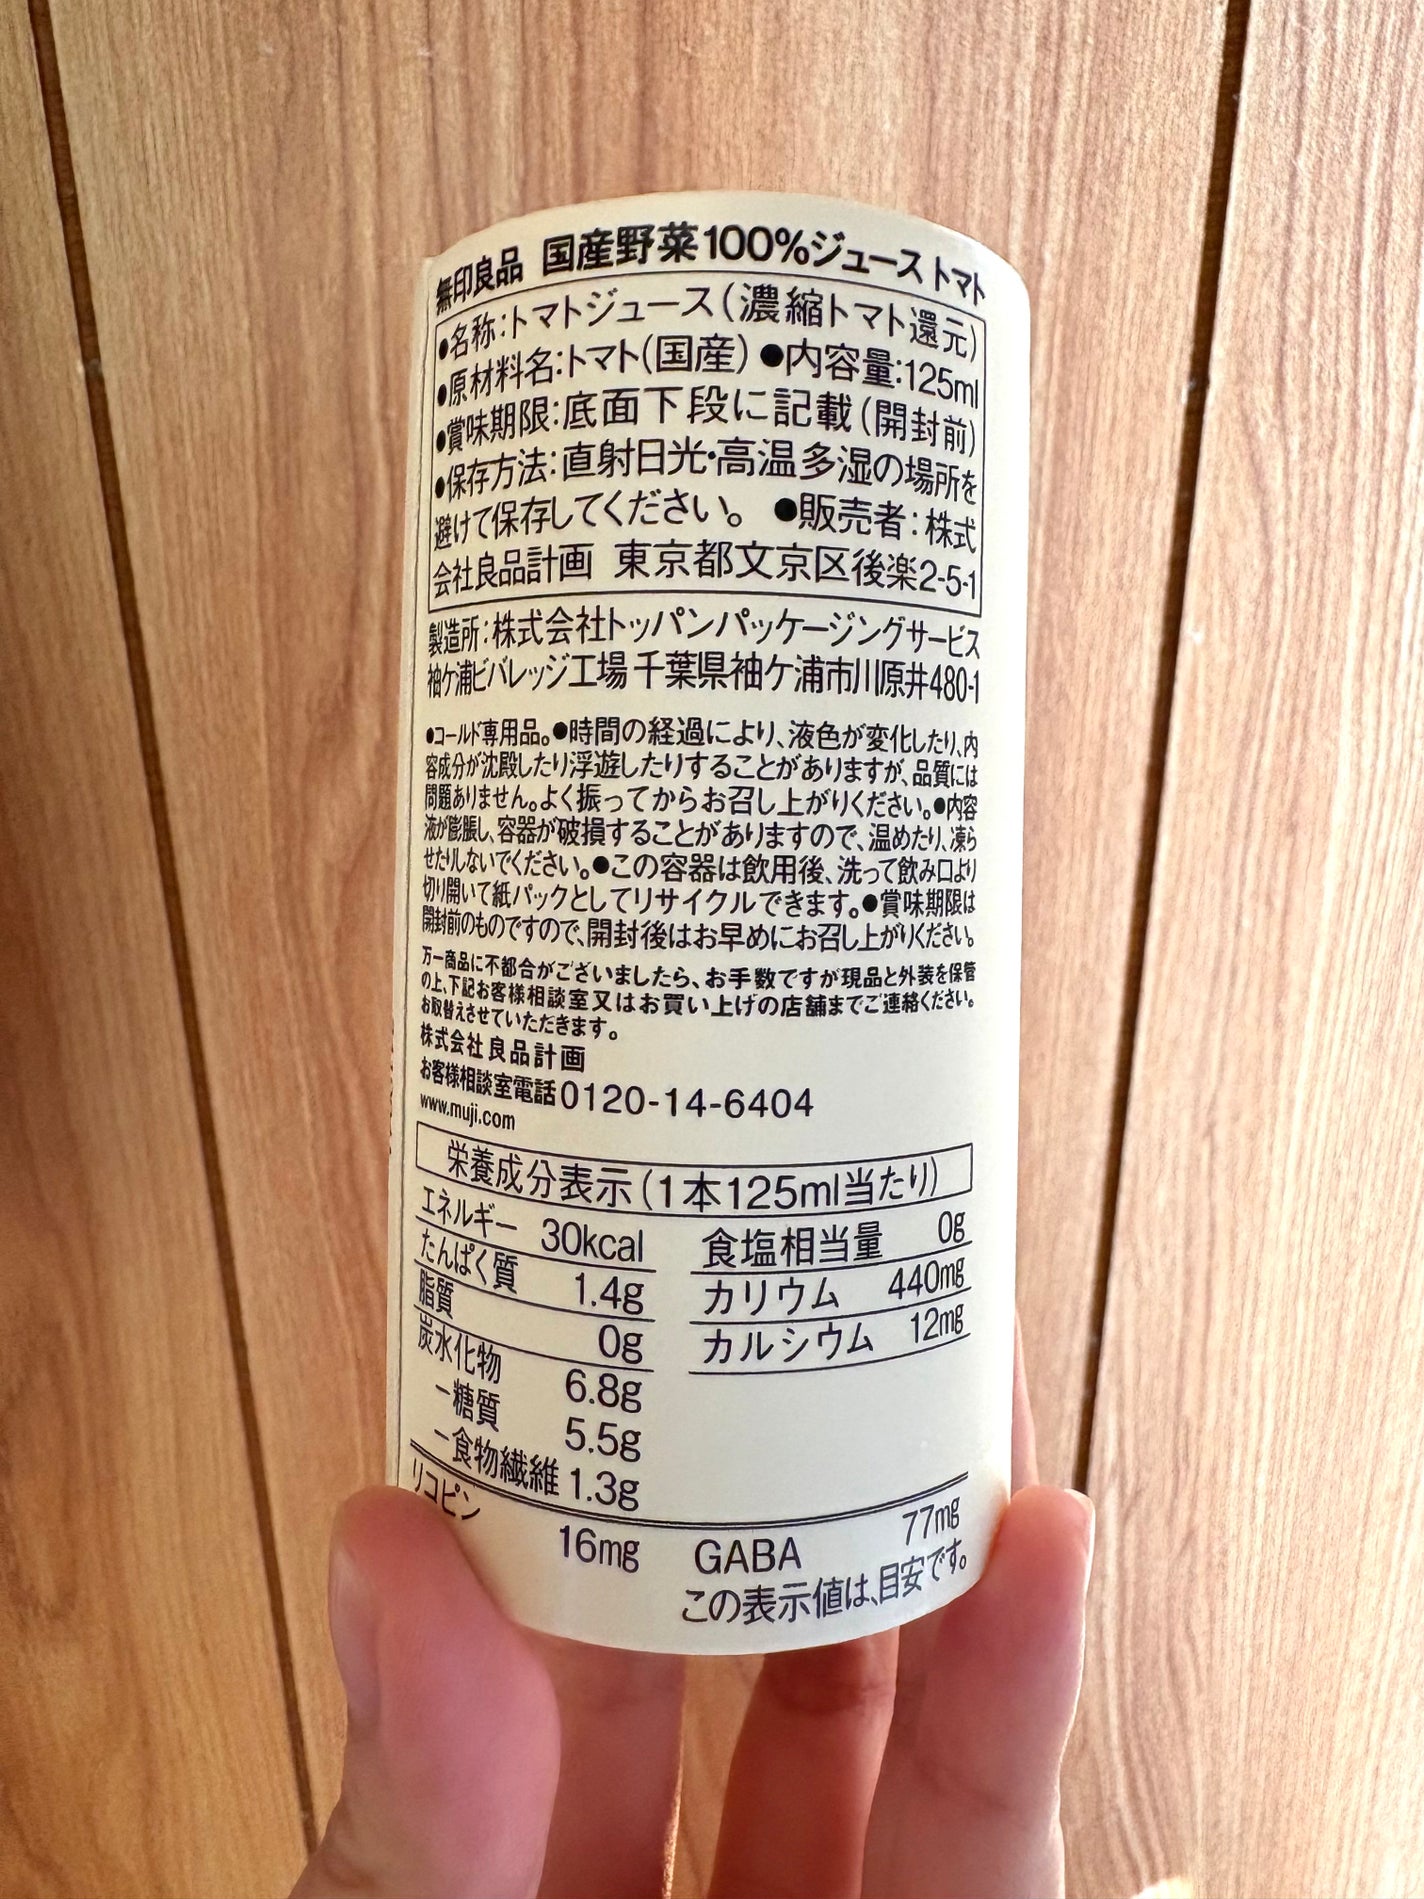 無印良品 国産野菜100%ジュース トマト
●名称:トマトジュース(濃縮トマト還元)
●原材料名:トマト(国産) ●内容量:125ml
●賞味期限:底面下段に記載(開封前)
●保存方法:直射日光・高温多湿の場所を
避けて保存してください。 ●販売者:株式
会社良品計画 東京都文京区後楽2-5-1
製造所:株式会社トッパンパッケージングサービス
袖ケ浦ビバレッジ工場 千葉県袖ケ浦市川原井480-1
●コールド専用品。●時間の経過により、液色が変化したり、内
容成分が沈殿したり浮遊したりすることがありますが、品質には
問題ありません。よく振ってからお召し上がりください。●内容
液が膨脹し、容器が破損することがありますので、温めたり、凍ら
せたりしないでください。●この容器は飲用後、洗って飲み口より
切り開いて紙パックとしてリサイクルできます。●賞味期限は
開封前のものですので、開封後はお早めにお召し上がりください。
万一商品に不都合がございましたら、お手数ですが現品と外装を保管
の上、下記お客様相談室又はお買い上げの店舗までご連絡ください。
お取替えさせていただきます。
株式会社良品計画
お客様相談室電話0120-14-6404
www.muji.com
栄養成分表示(1本125ml当たり)
エネルギー 30kcal
たんぱく質 1.4g
脂質 0g
炭水化物 6.8g
－糖質 5.5g
－食物繊維 1.3g
食塩相当量 0g
カリウム 440mg
カルシウム 12mg
リコピン 16mg GABA 77mg
この表示値は、目安です。